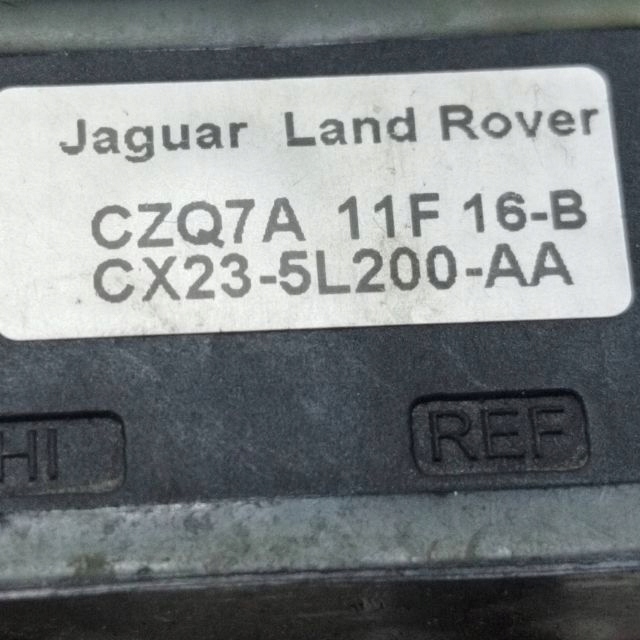 Jaguar Land Rover
CZQ7A 11F 16-B
CX23-5L200-AA
HI REF